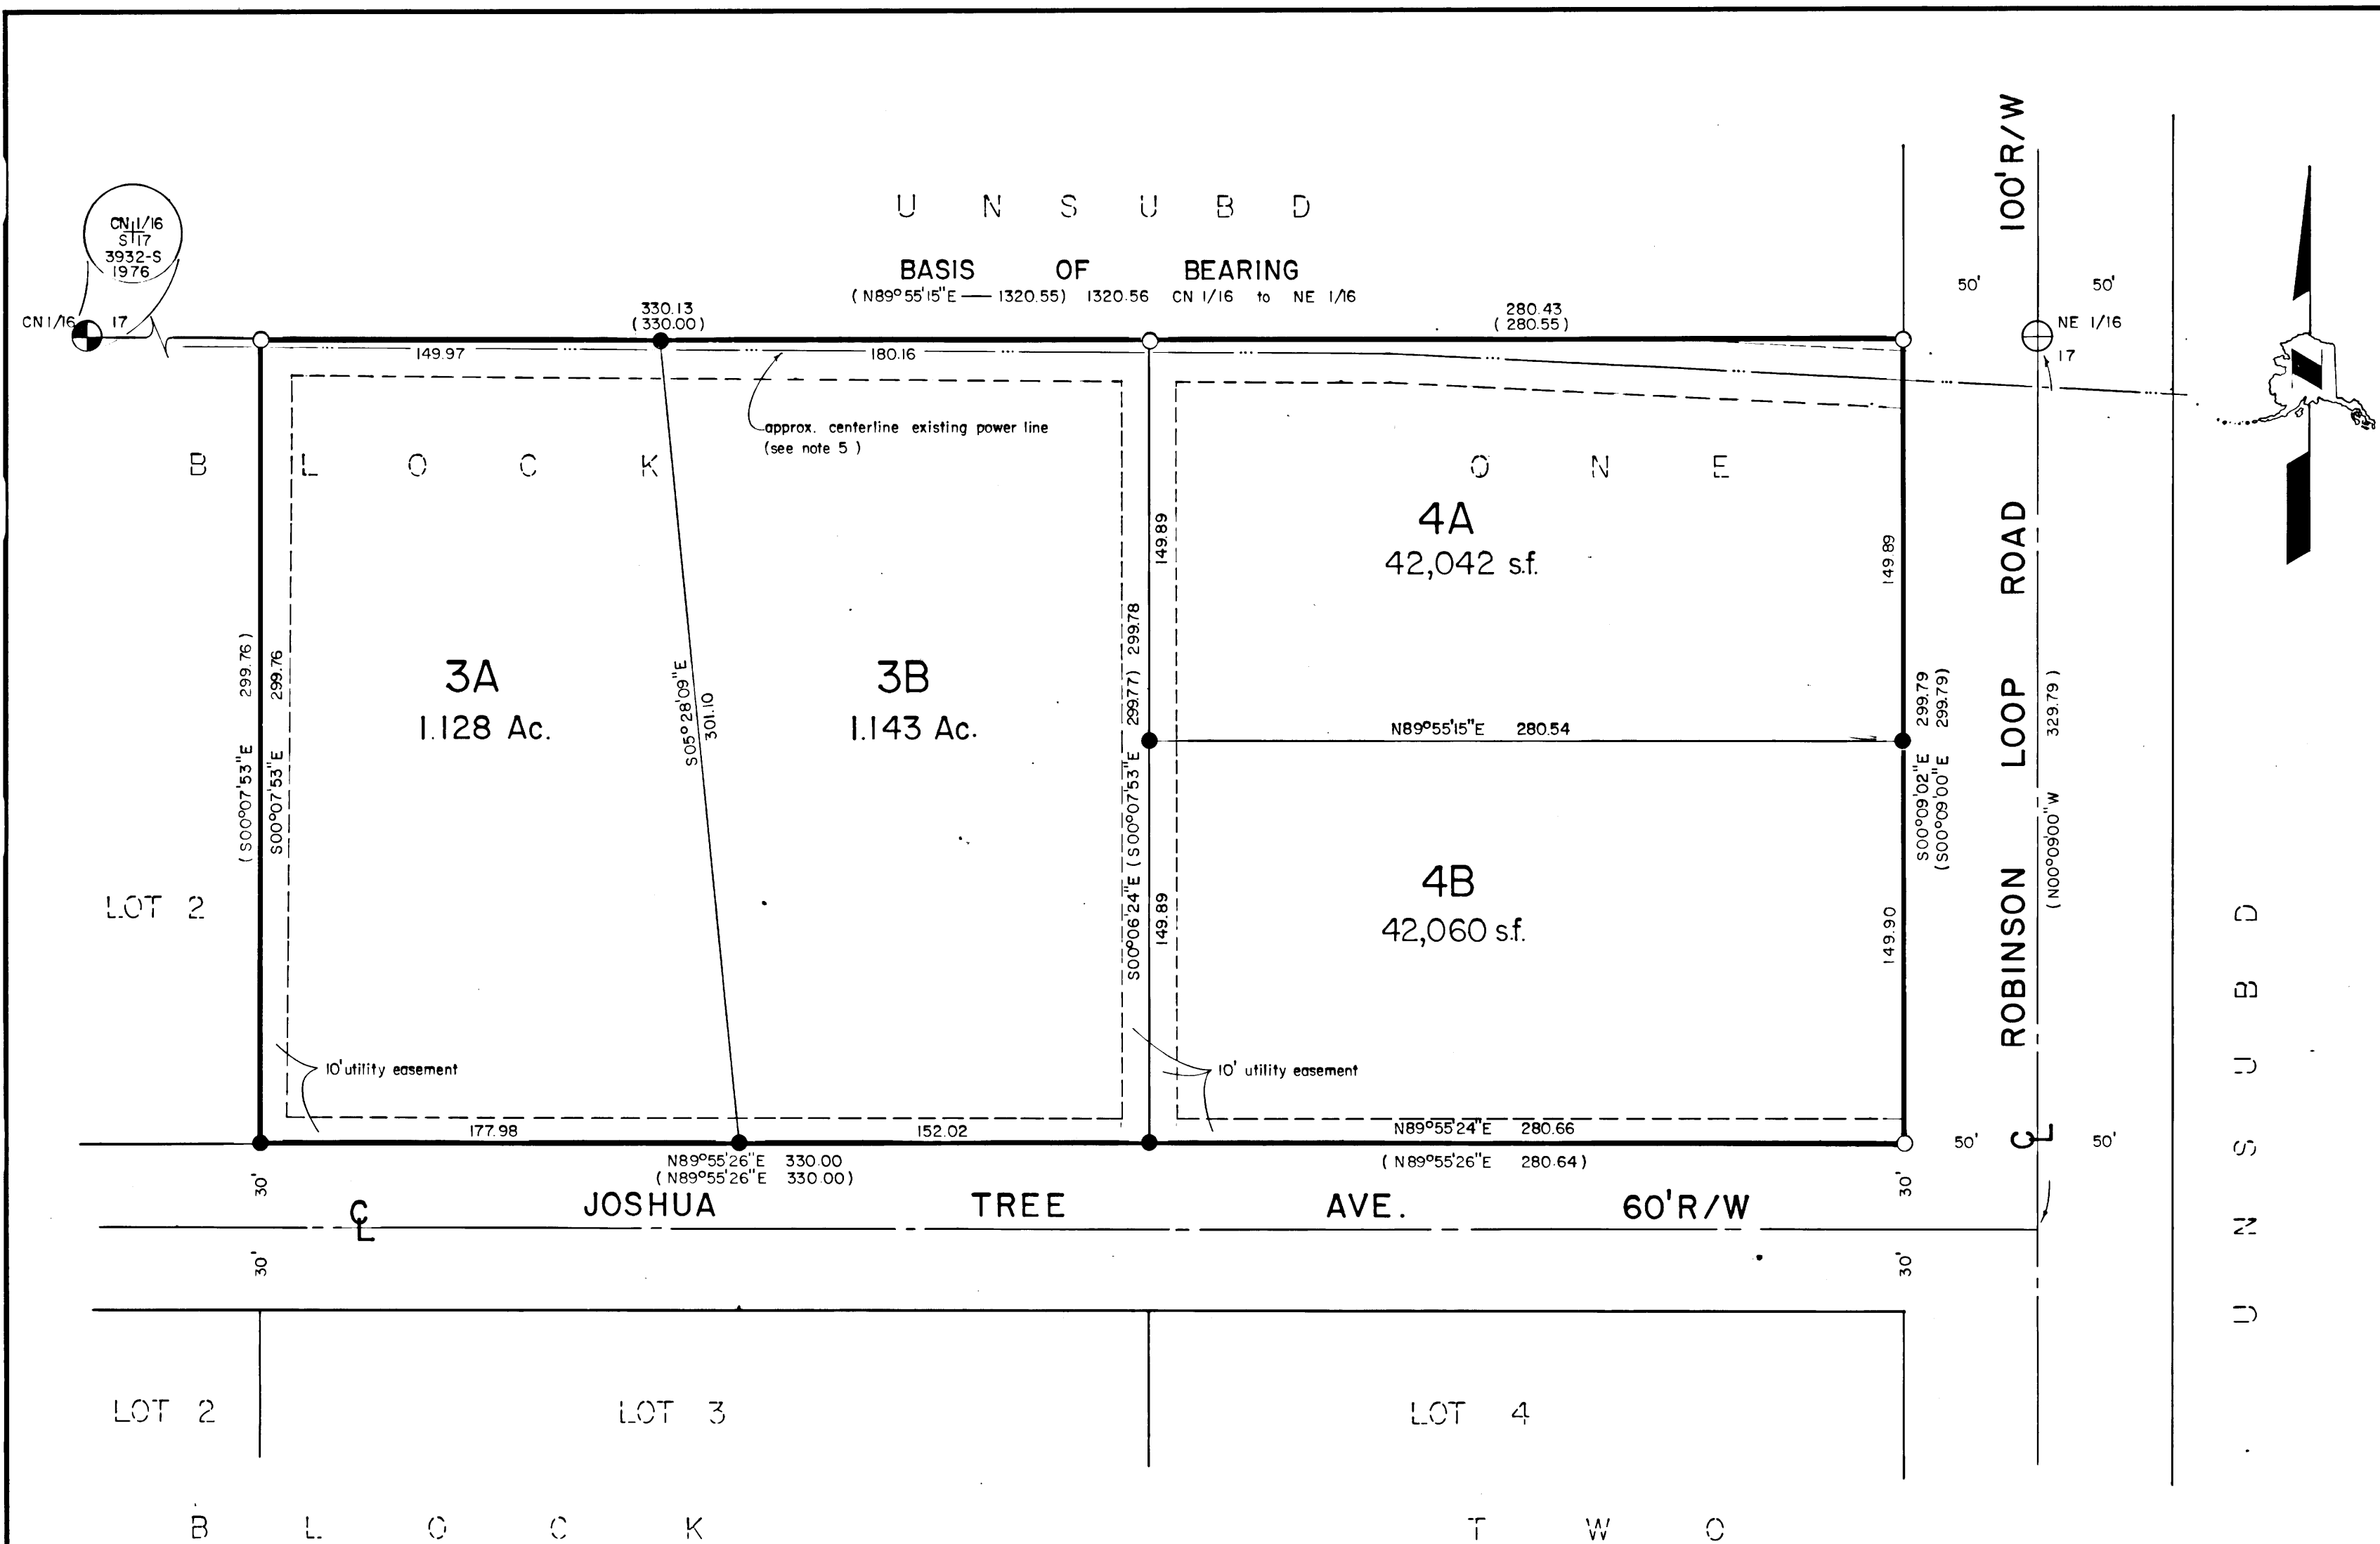 100'R/W
U N S U B D
CN 1/16
S 17
3932-S
1976
BASIS OF BEARING
(N89°55'15"E — 1320.55) 1320.56 CN 1/16 to NE 1/16
50'
50'
330.13
(330.00)
280.43
(280.55)
CN 1/16 17
NE 1/16
17
149.97
180.16
approx. centerline existing power line
(see note 5)
B L O C K O N E
4A
42,042 s.f.
149.89
149.89
3A
1.128 Ac.
3B
1.143 Ac.
S05°28'09"E
301.10
(S00°07'53"E 299.76)
S00°07'53"E 299.76
S00°06'24"E (S00°07'53"E 299.77) 299.78
N89°55'15"E 280.54
S00°09'02"E 299.79
(S00°09'00"E 299.79)
ROBINSON LOOP ROAD
(N00°09'00"W 329.79)
4B
42,060 s.f.
149.89
149.90
LOT 2
U N S U B D
10' utility easement
10' utility easement
177.98
152.02
N89°55'24"E 280.66
50'
CL
50'
N89°55'26"E 330.00
(N89°55'26"E 330.00)
(N89°55'26"E 280.64)
30'
30'
CL
JOSHUA TREE AVE. 60'R/W
30'
30'
LOT 2
LOT 3
LOT 4
B L O C K T W O